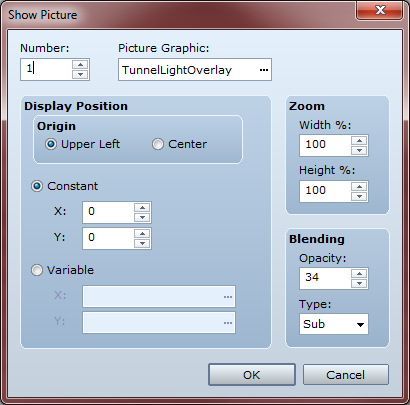 Show Picture
Number: Picture Graphic:
1 TunnelLightOverlay ...
Display Position
Origin
Upper Left Center
Constant
X: 0
Y: 0
Variable
X: ...
Y: ...
Zoom
Width %:
100
Height %:
100
Blending
Opacity:
34
Type:
Sub
OK Cancel